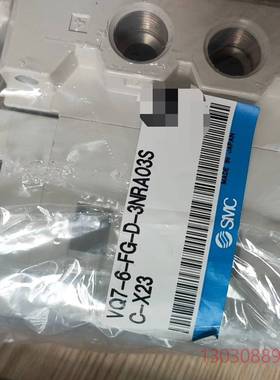 VQ7-6-FG-D-3NRA03S
C-X23
SMC
MADE IN JAPAN
13030889